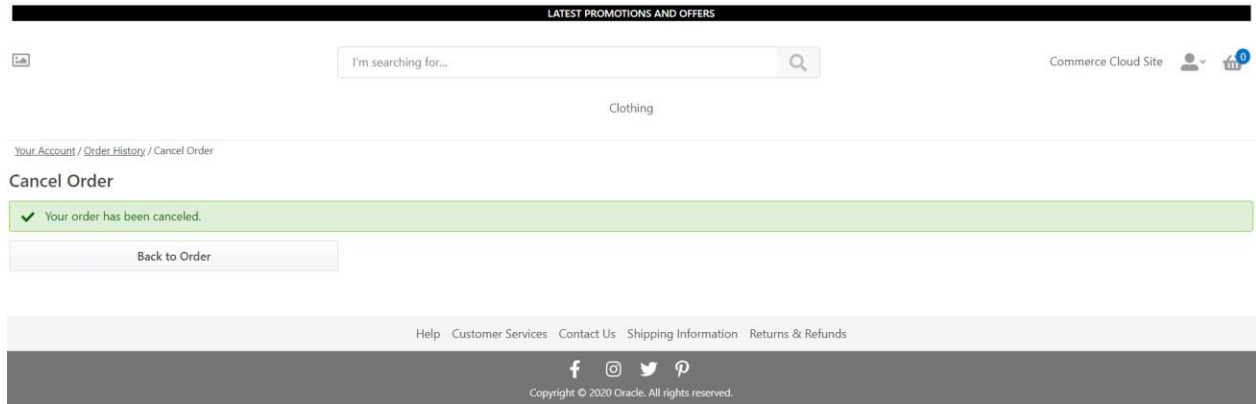 LATEST PROMOTIONS AND OFFERS
I'm searching for...
Commerce Cloud Site
0
Clothing
Your Account / Order History / Cancel Order
Cancel Order
Your order has been canceled.
Back to Order
Help Customer Services Contact Us Shipping Information Returns & Refunds
Copyright © 2020 Oracle. All rights reserved.